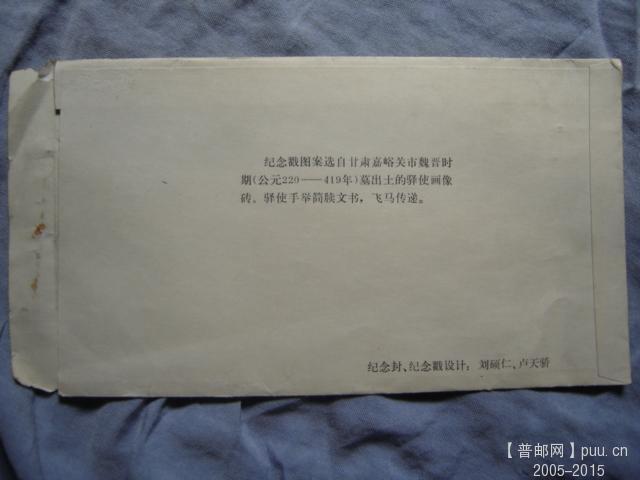 纪念戳图案选自甘肃嘉峪关市魏晋时
期(公元220——419年)墓出土的驿使画像
砖。驿使手举简牍文书，飞马传递。
纪念封、纪念戳设计：刘硕仁、卢天骄
【普邮网】puu.cn
2005-2015